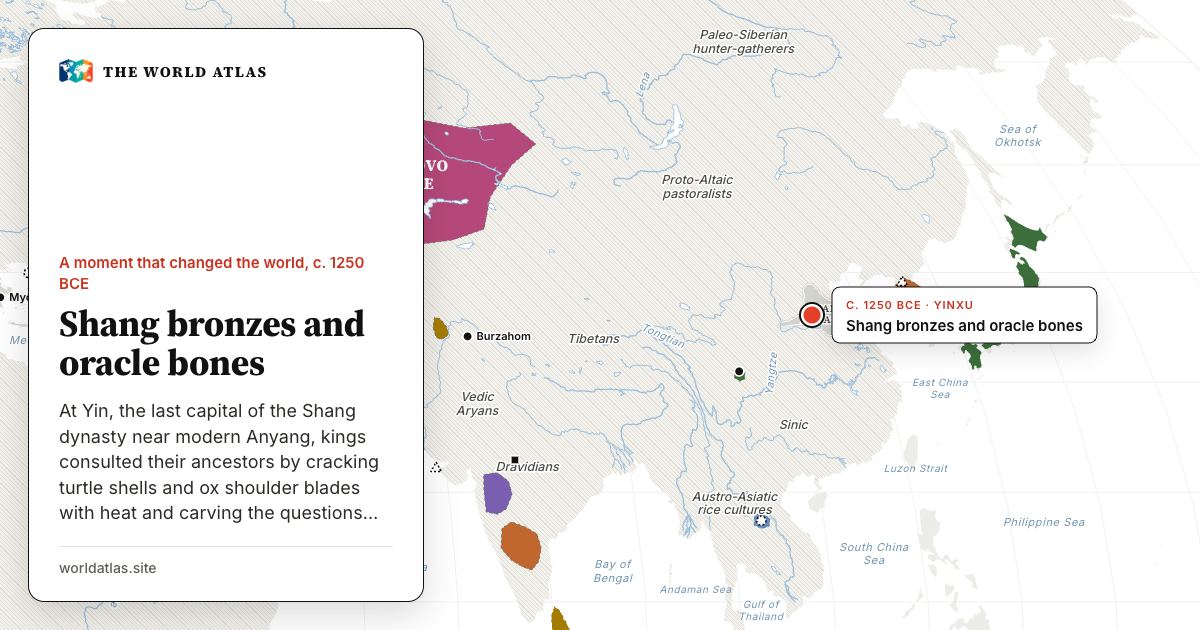 THE WORLD ATLAS
A moment that changed the world, c. 1250
BCE
Shang bronzes and
oracle bones
At Yin, the last capital of the Shang
dynasty near modern Anyang, kings
consulted their ancestors by cracking
turtle shells and ox shoulder blades
with heat and carving the questions...
worldatlas.site
Paleo-Siberian
hunter-gatherers
Lena
Sea of
Okhotsk
VO
E
Proto-Altaic
pastoralists
C. 1250 BCE · YINXU
Shang bronzes and oracle bones
Burzahom
Tibetans
Tongtian
Yangtze
East China
Sea
Vedic
Aryans
Sinic
Dravidians
Luzon Strait
Austro-Asiatic
rice cultures
Philippine Sea
South China
Sea
Bay of
Bengal
Andaman Sea
Gulf of
Thailand
My
Me